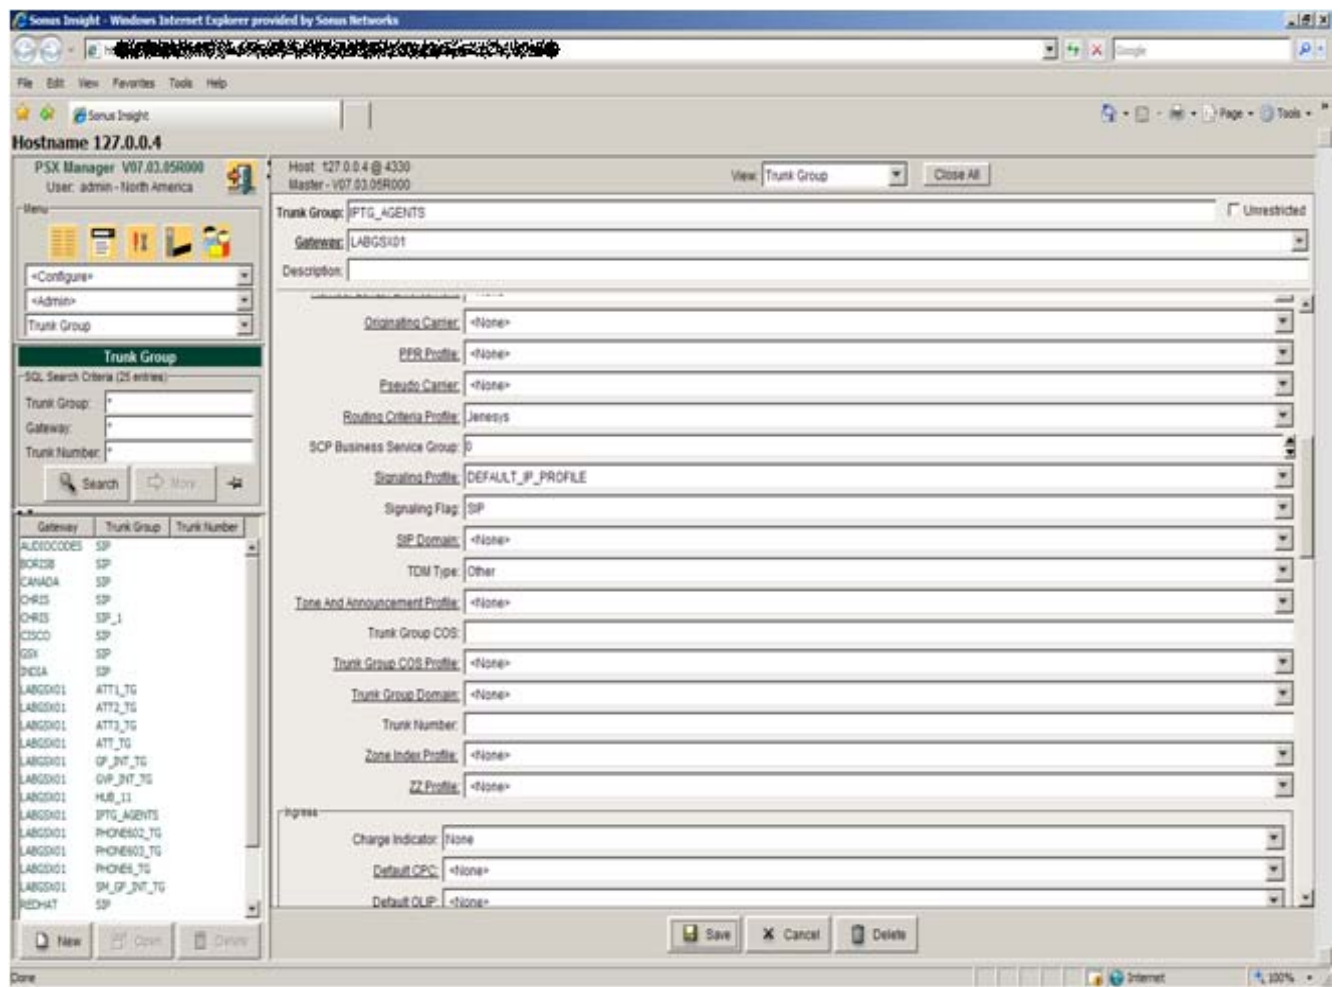 Sonus Insight - Windows Internet Explorer provided by Sonus Networks
Google
File Edit View Favorites Tools Help
Sonus Insight
Page Tools
Hostname 127.0.0.4
PSX Manager V07.03.05R000
User: admin - North America
Menu
<Configure>
<Admin>
Trunk Group
Trunk Group
SQL Search Criteria (25 entries)
Trunk Group: *
Gateway: *
Trunk Number: *
Search More
Gateway Trunk Group Trunk Number
AUDIOCODES SIP
BORISB SIP
CANADA SIP
CHRIS SIP
CHRIS SIP_1
CISCO SIP
GSX SIP
INDIA SIP
LABGSX01 ATT1_TG
LABGSX01 ATT2_TG
LABGSX01 ATT3_TG
LABGSX01 ATT_TG
LABGSX01 GP_INT_TG
LABGSX01 GVP_INT_TG
LABGSX01 HUB_11
LABGSX01 IPTG_AGENTS
LABGSX01 PHONE602_TG
LABGSX01 PHONE603_TG
LABGSX01 PHONE6_TG
LABGSX01 SM_GP_INT_TG
REDHAT SIP
New Open Delete
Host: 127.0.0.4 @ 4330
Master - V07.03.05R000
View: Trunk Group Close All
Trunk Group: IPTG_AGENTS Unrestricted
Gateway: LABGSX01
Description:
Originating Carrier: <None>
PPR Profile: <None>
Pseudo Carrier: <None>
Routing Criteria Profile: Jenesys
SCP Business Service Group: 0
Signaling Profile: DEFAULT_IP_PROFILE
Signaling Flag: SIP
SIP Domain: <None>
TDM Type: Other
Tone And Announcement Profile: <None>
Trunk Group COS:
Trunk Group COS Profile: <None>
Trunk Group Domain: <None>
Trunk Number:
Zone Index Profile: <None>
ZZ Profile: <None>
Ingress
Charge Indicator: None
Default CPC: <None>
Default OLIP: <None>
Save Cancel Delete
Done
Internet
100%